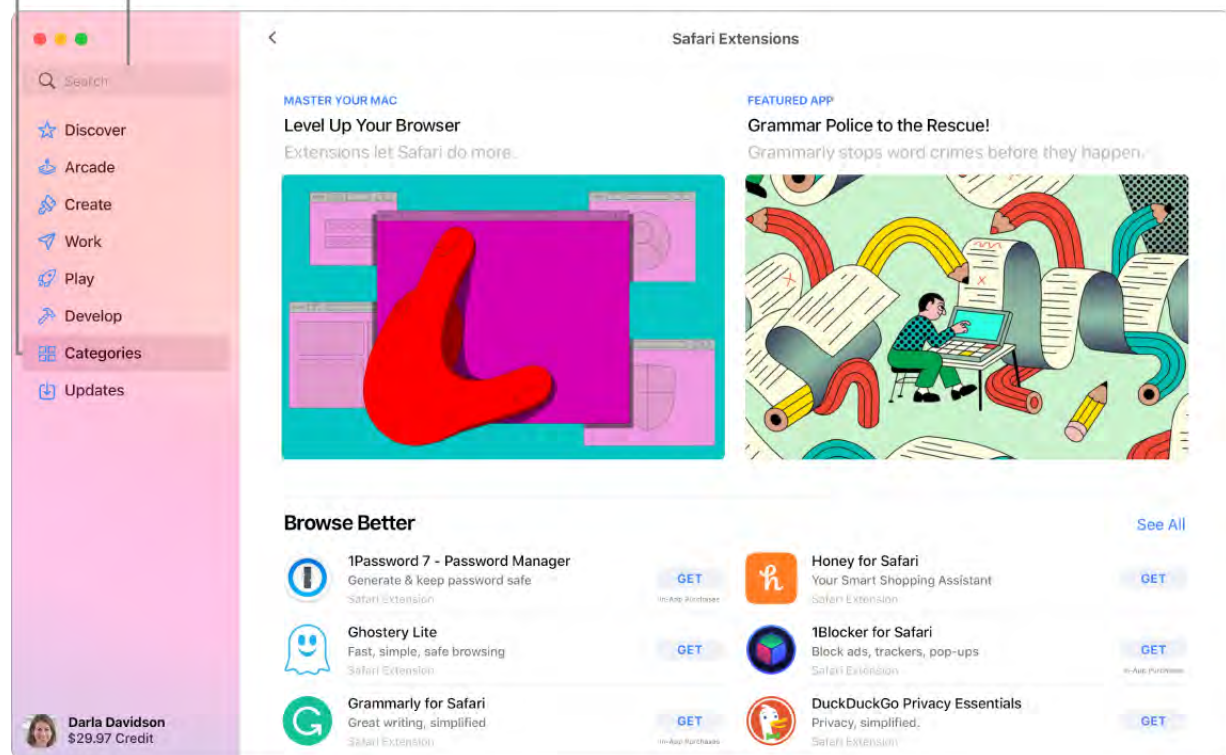 Safari Extensions
Search
Discover
Arcade
Create
Work
Play
Develop
Categories
Updates
Darla Davidson
$29.97 Credit
MASTER YOUR MAC
Level Up Your Browser
Extensions let Safari do more.
FEATURED APP
Grammar Police to the Rescue!
Grammarly stops word crimes before they happen.
Browse Better
See All
1Password 7 - Password Manager
Generate & keep password safe
Safari Extension
GET
In-App Purchases
Honey for Safari
Your Smart Shopping Assistant
Safari Extension
GET
Ghostery Lite
Fast, simple, safe browsing
Safari Extension
GET
1Blocker for Safari
Block ads, trackers, pop-ups
Safari Extension
GET
In-App Purchases
Grammarly for Safari
Great writing, simplified
Safari Extension
GET
In-App Purchases
DuckDuckGo Privacy Essentials
Privacy, simplified.
Safari Extension
GET